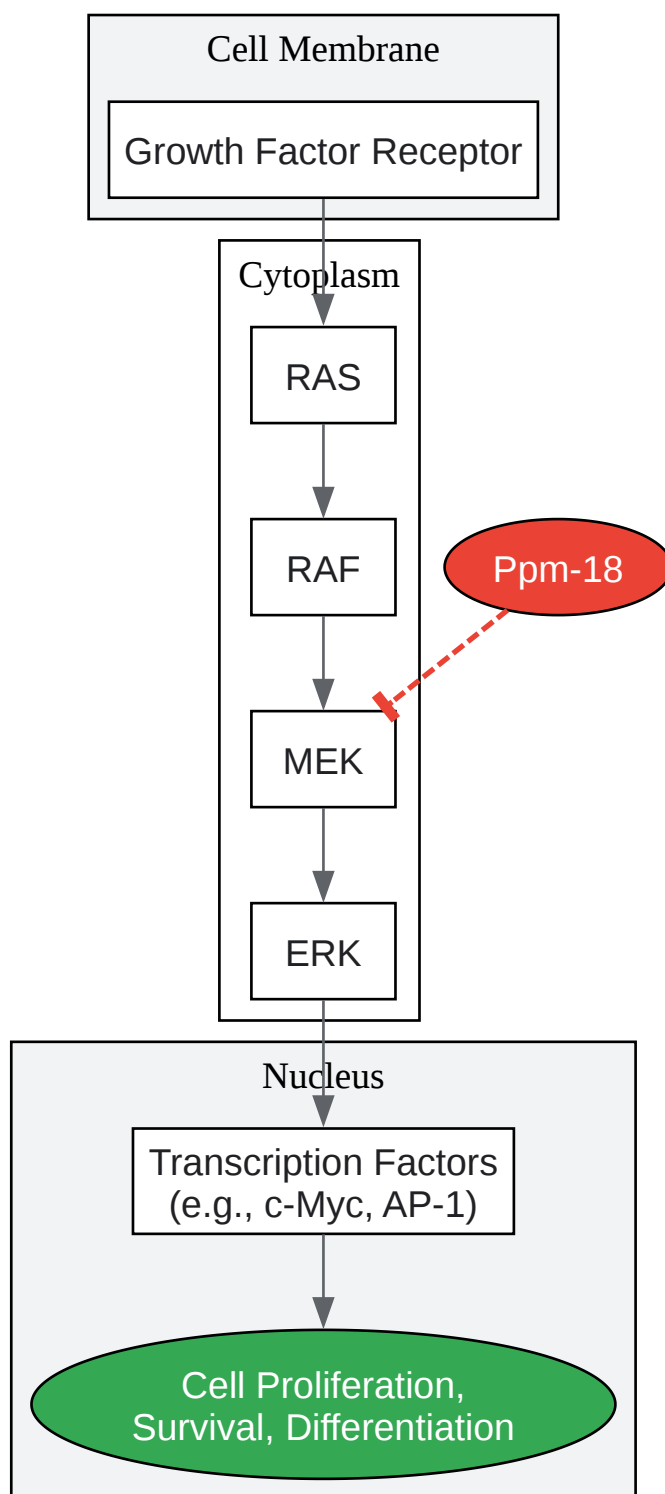 Cell Membrane
Growth Factor Receptor
Cytoplasm
RAS
RAF
Ppm-18
MEK
ERK
Nucleus
Transcription Factors
(e.g., c-Myc, AP-1)
Cell Proliferation,
Survival, Differentiation